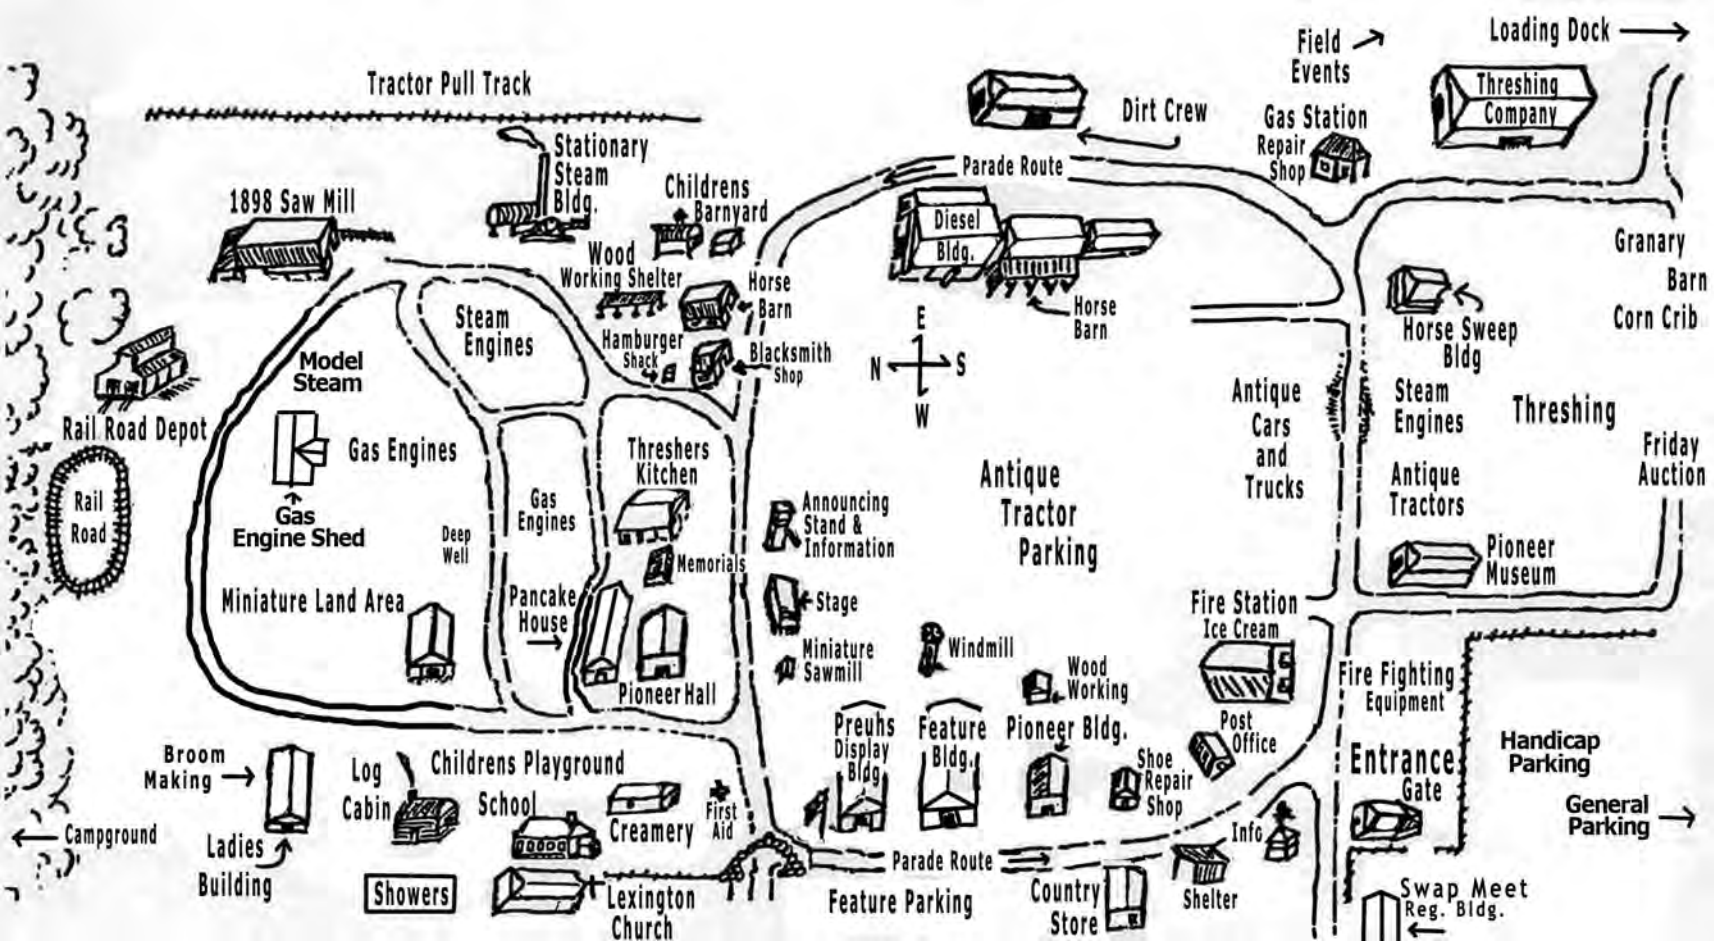 Loading Dock
Field
Events
Threshing
Company
Tractor Pull Track
Dirt Crew
Gas Station
Repair
Shop
Stationary
Steam
Bldg.
Parade Route
Childrens
Barnyard
1898 Saw Mill
Diesel
Bldg.
Granary
Barn
Corn Crib
Wood
Working Shelter
Horse
Barn
Horse
Barn
Horse Sweep
Bldg
Steam
Engines
Hamburger
Shack
Blacksmith
Shop
E
N
S
W
Model
Steam
Rail Road Depot
Gas Engines
Threshers
Kitchen
Antique
Cars
and
Trucks
Steam
Engines
Threshing
Friday
Auction
Antique
Tractor
Parking
Antique
Tractors
Rail
Road
Gas
Engine Shed
Gas
Engines
Deep
Well
Announcing
Stand &
Information
Memorials
Pioneer
Museum
Miniature Land Area
Pancake
House
Stage
Fire Station
Ice Cream
Miniature
Sawmill
Windmill
Wood
Working
Pioneer Hall
Fire Fighting
Equipment
Preuhs
Display
Bldg.
Feature
Bldg.
Pioneer Bldg.
Post
Office
Entrance
Gate
Handicap
Parking
Broom
Making
Log
Cabin
Childrens Playground
School
Creamery
First
Aid
Shoe
Repair
Shop
General
Parking
Campground
Ladies
Building
Info
Parade Route
Showers
Lexington
Church
Feature Parking
Country
Store
Shelter
Swap Meet
Reg. Bldg.